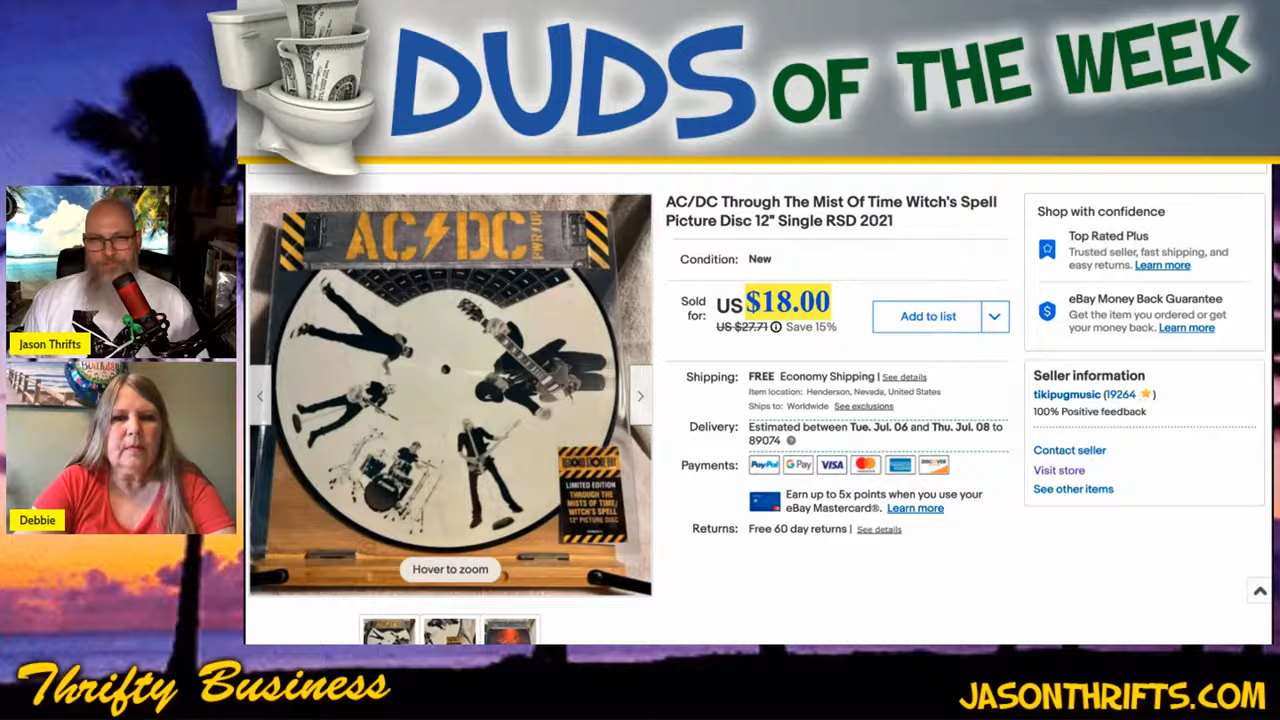 DUDS OF THE WEEK
AC/DC Through The Mist Of Time Witch's Spell
Picture Disc 12" Single RSD 2021
Condition: New
Sold
for:
US $18.00
US $27.71 Save 15%
Add to list
Shipping: FREE Economy Shipping | See details
Item location: Henderson, Nevada, United States
Ships to: Worldwide See exclusions
Delivery: Estimated between Tue. Jul. 06 and Thu. Jul. 08 to
89074
Payments: PayPal G Pay VISA
Earn up to 5x points when you use your
eBay Mastercard®. Learn more
Returns: Free 60 day returns | See details
Shop with confidence
Top Rated Plus
Trusted seller, fast shipping, and
easy returns. Learn more
eBay Money Back Guarantee
Get the item you ordered or get
your money back. Learn more
Seller information
tikipugmusic (19264 )
100% Positive feedback
Contact seller
Visit store
See other items
AC/DC
PWR/UP
LIMITED EDITION
THROUGH THE
MISTS OF TIME/
WITCH'S SPELL
12" PICTURE DISC
Hover to zoom
Jason Thrifts
Debbie
Thrifty Business
JASONTHRIFTS.COM